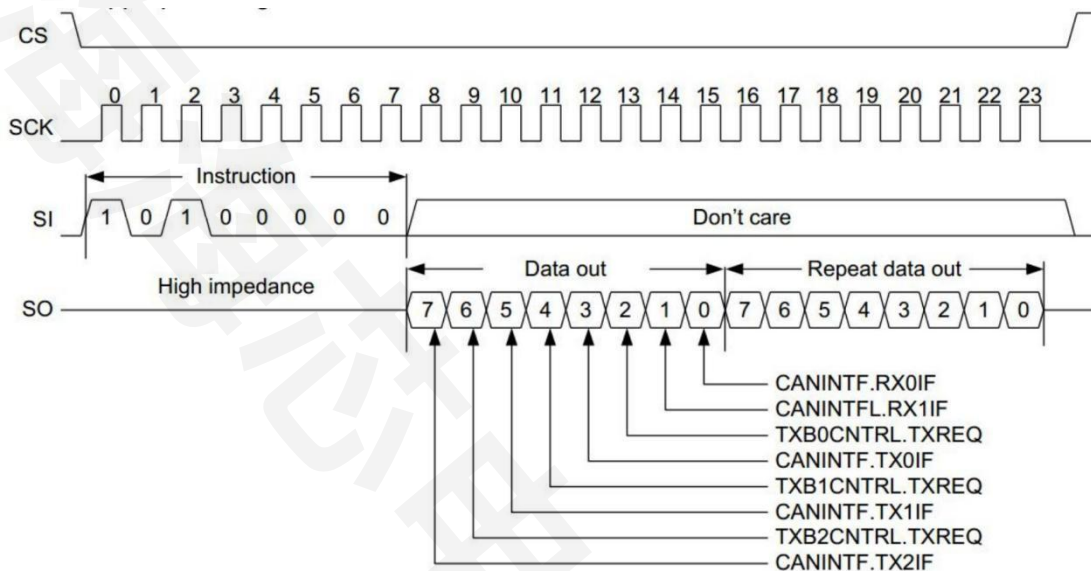 CS
0 1 2 3 4 5 6 7 8 9 10 11 12 13 14 15 16 17 18 19 20 21 22 23
SCK
Instruction
SI 1 0 1 0 0 0 0 0 Don't care
High impedance Data out Repeat data out
SO 7 6 5 4 3 2 1 0 7 6 5 4 3 2 1 0
CANINTF.RX0IF
CANINTFL.RX1IF
TXB0CNTRL.TXREQ
CANINTF.TX0IF
TXB1CNTRL.TXREQ
CANINTF.TX1IF
TXB2CNTRL.TXREQ
CANINTF.TX2IF